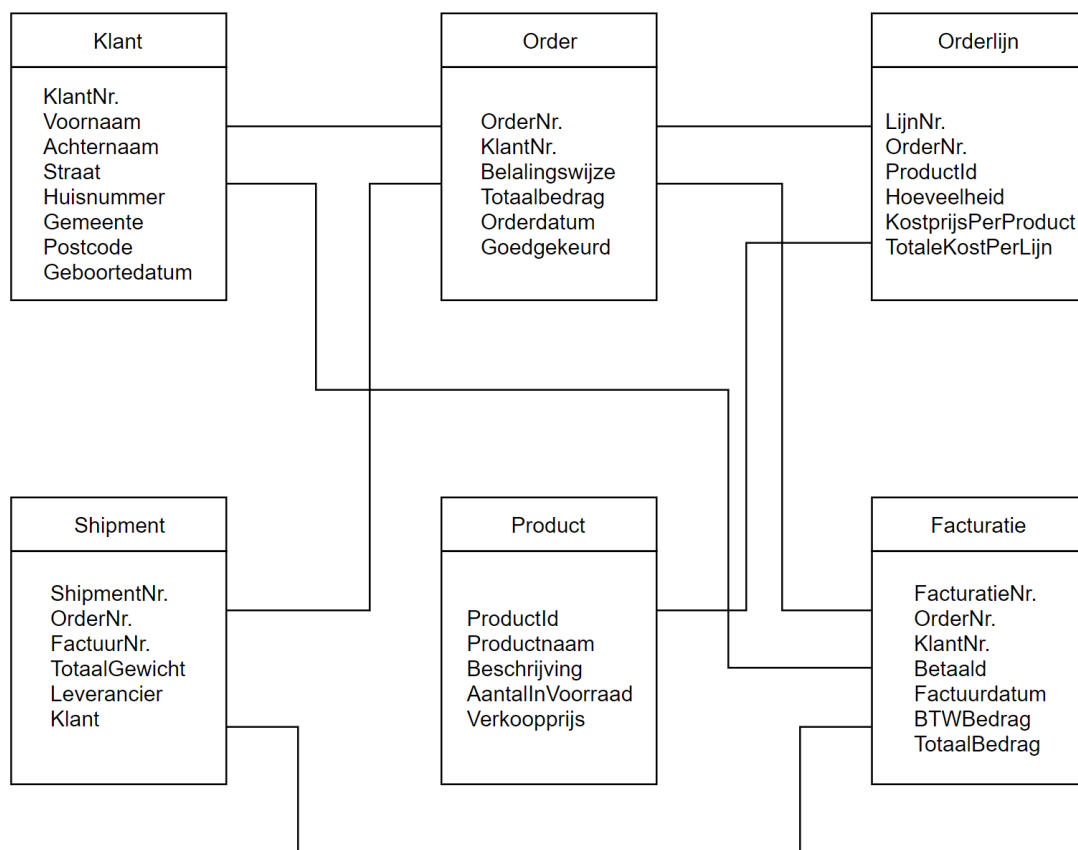 Klant
KlantNr.
Voornaam
Achternaam
Straat
Huisnummer
Gemeente
Postcode
Geboortedatum
Order
OrderNr.
KlantNr.
Belalingswijze
Totaalbedrag
Orderdatum
Goedgekeurd
Orderlijn
LijnNr.
OrderNr.
ProductId
Hoeveelheid
KostprijsPerProduct
TotaleKostPerLijn
Shipment
ShipmentNr.
OrderNr.
FactuurNr.
TotaalGewicht
Leverancier
Klant
Product
ProductId
Productnaam
Beschrijving
AantalInVoorraad
Verkoopprijs
Facturatie
FacturatieNr.
OrderNr.
KlantNr.
Betaald
Factuurdatum
BTWBedrag
TotaalBedrag